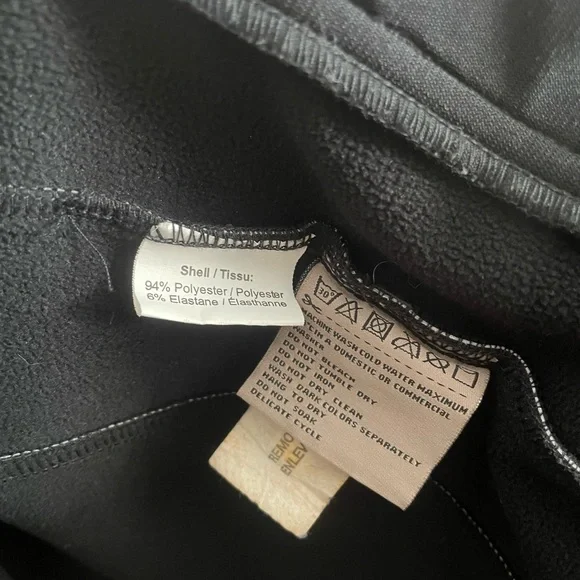 Shell / Tissu:
94% Polyester / Polyester
6% Elastane / Élasthanne
30°
MACHINE WASH COLD WATER MAXIMUM
IN A DOMESTIC OR COMMERCIAL
WASHER
DO NOT BLEACH
DO NOT TUMBLE DRY
DO NOT IRON
DO NOT DRY CLEAN
WASH DARK COLORS SEPARATELY
HANG TO DRY
DO NOT SOAK
DELICATE CYCLE
REMO
ENLEV